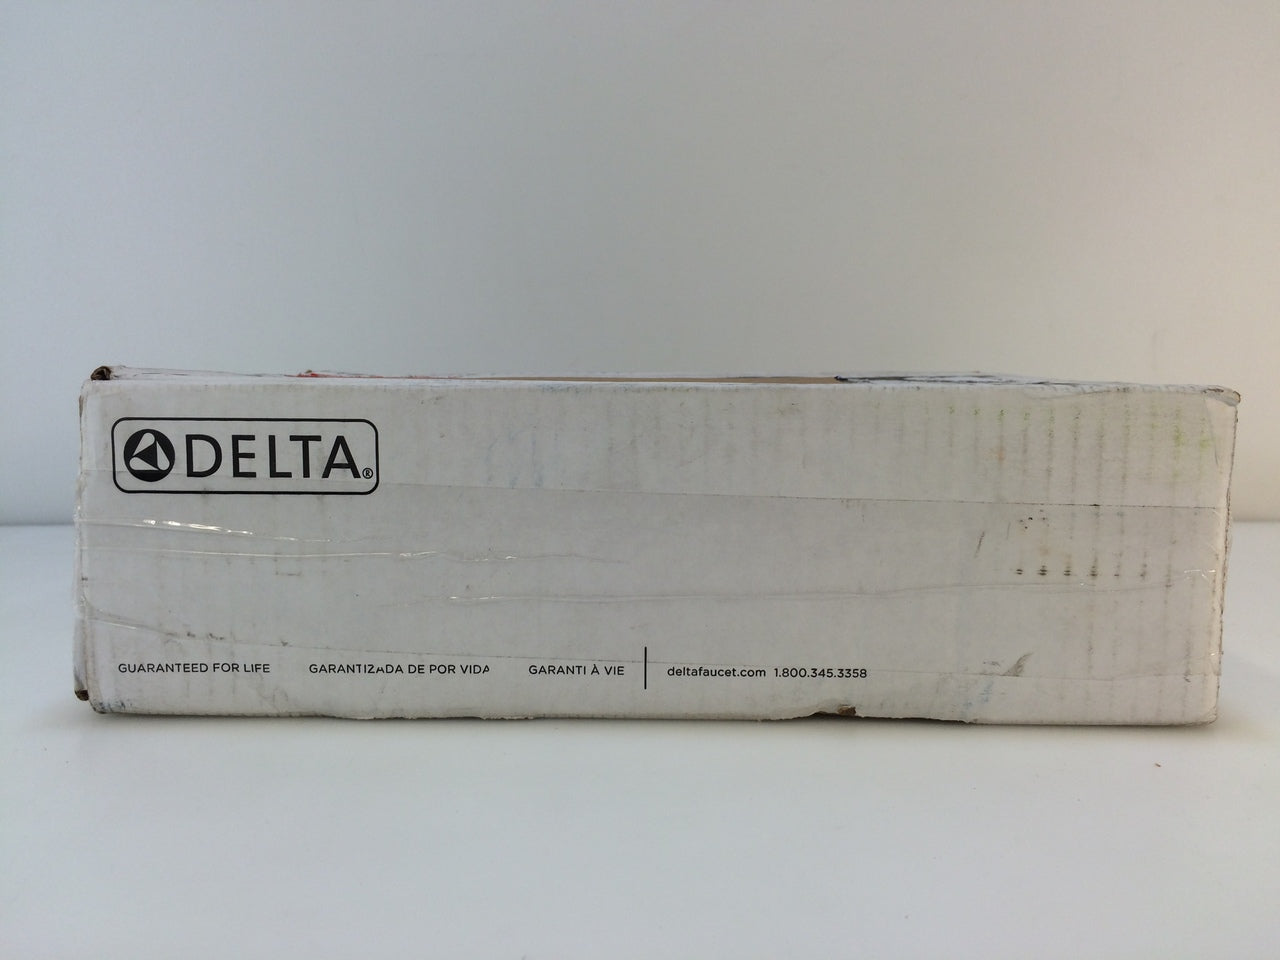 DELTA®
GUARANTEED FOR LIFE GARANTIZADA DE POR VIDA GARANTI À VIE deltafaucet.com 1.800.345.3358